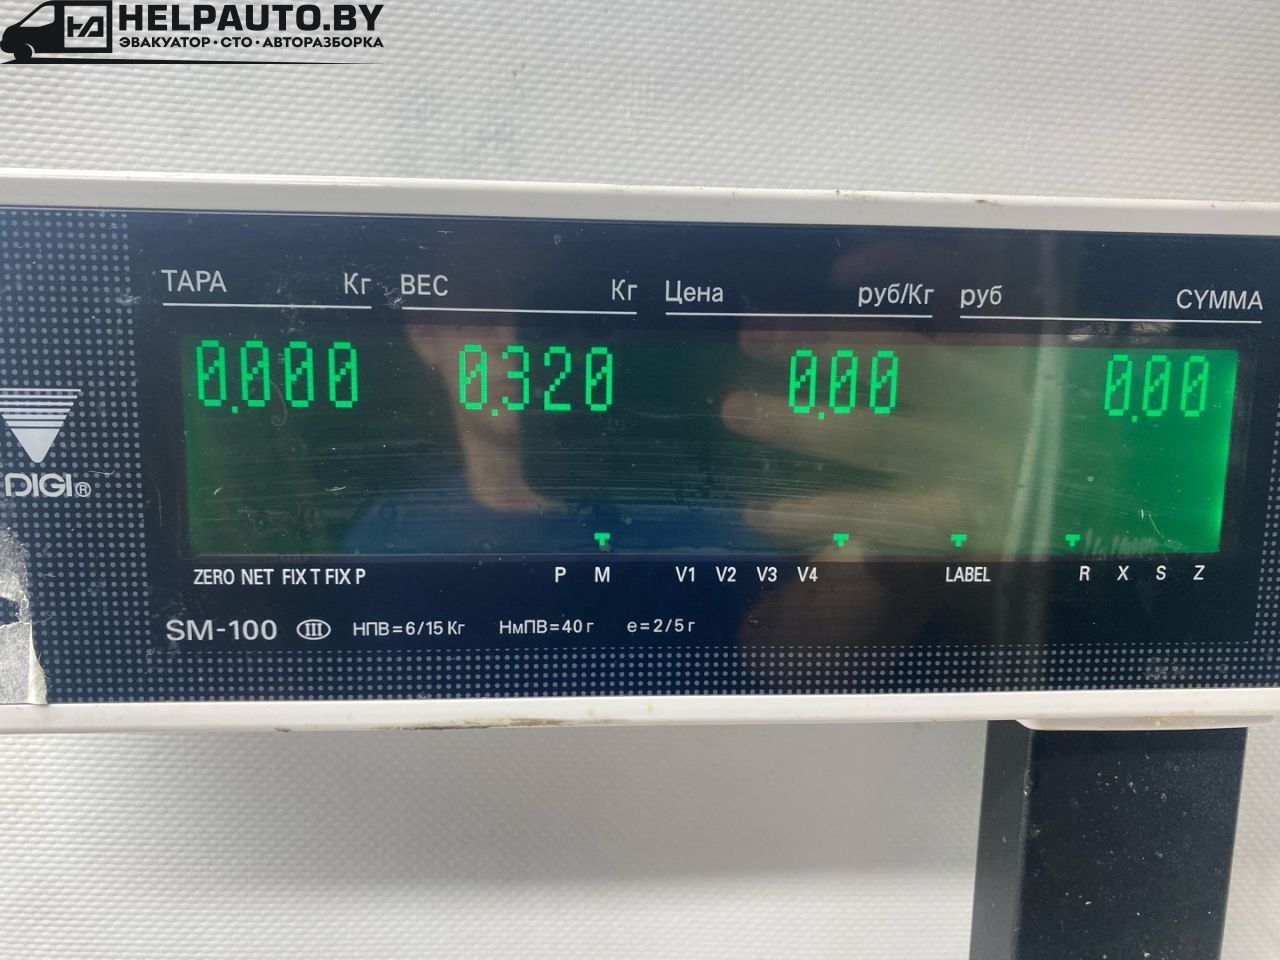 HELPAUTO.BY
ЭВАКУАТОР·СТО·АВТОРАЗБОРКА
ТАРА Кг ВЕС Кг Цена руб/Кг руб СУММА
0.000 0.320 0.00 0.00
DIGI®
ZERO NET FIX T FIX P P M V1 V2 V3 V4 LABEL R X S Z
SM-100 III НПВ=6/15 Кг НмПВ=40 г e=2/5 г